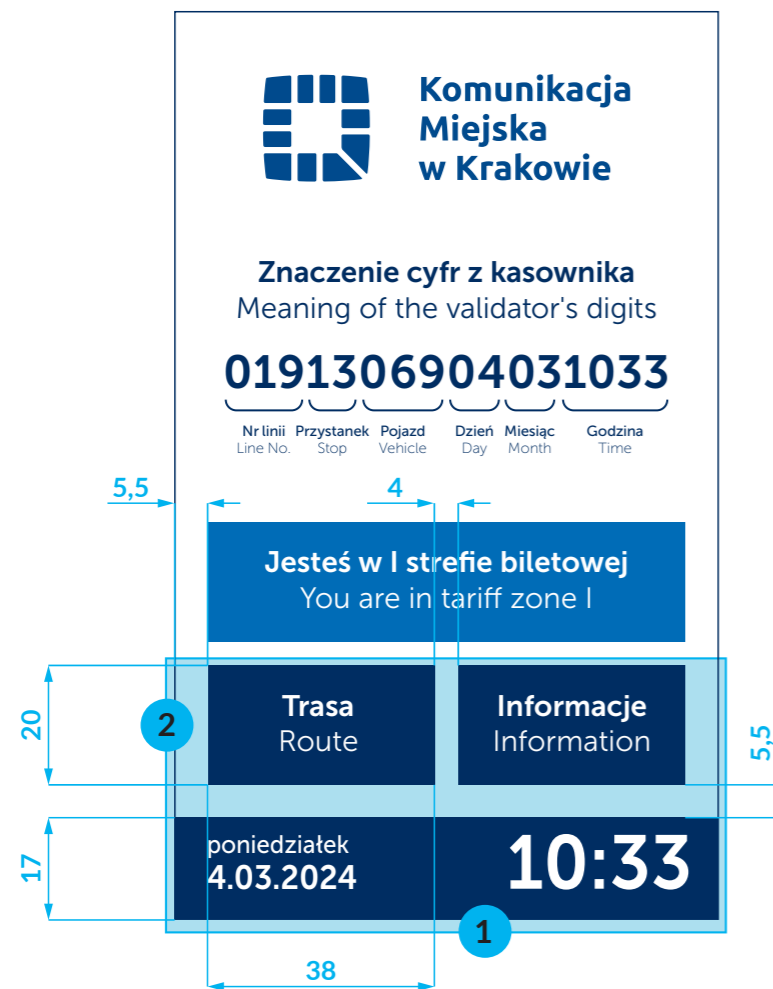 Komunikacja
Miejska
w Krakowie
Znaczenie cyfr z kasownika
Meaning of the validator's digits
0191306904031033
Nr linii Przystanek Pojazd Dzień Miesiąc Godzina
Line No. Stop Vehicle Day Month Time
5,5 4
Jesteś w I strefie biletowej
You are in tariff zone I
20
2
Trasa
Route
Informacje
Information
5,5
17
poniedziałek
4.03.2024
10:33
1
38